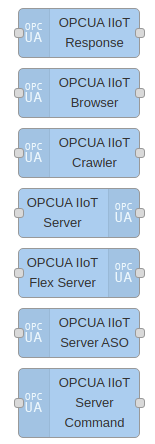 OPC
UA
OPCUA IIoT
Response
OPC
UA
OPCUA IIoT
Browser
OPC
UA
OPCUA IIoT
Crawler
OPCUA IIoT
Server
OPC
UA
OPCUA IIoT
Flex Server
OPC
UA
OPC
UA
OPCUA IIoT
Server ASO
OPC
UA
OPCUA IIoT
Server
Command